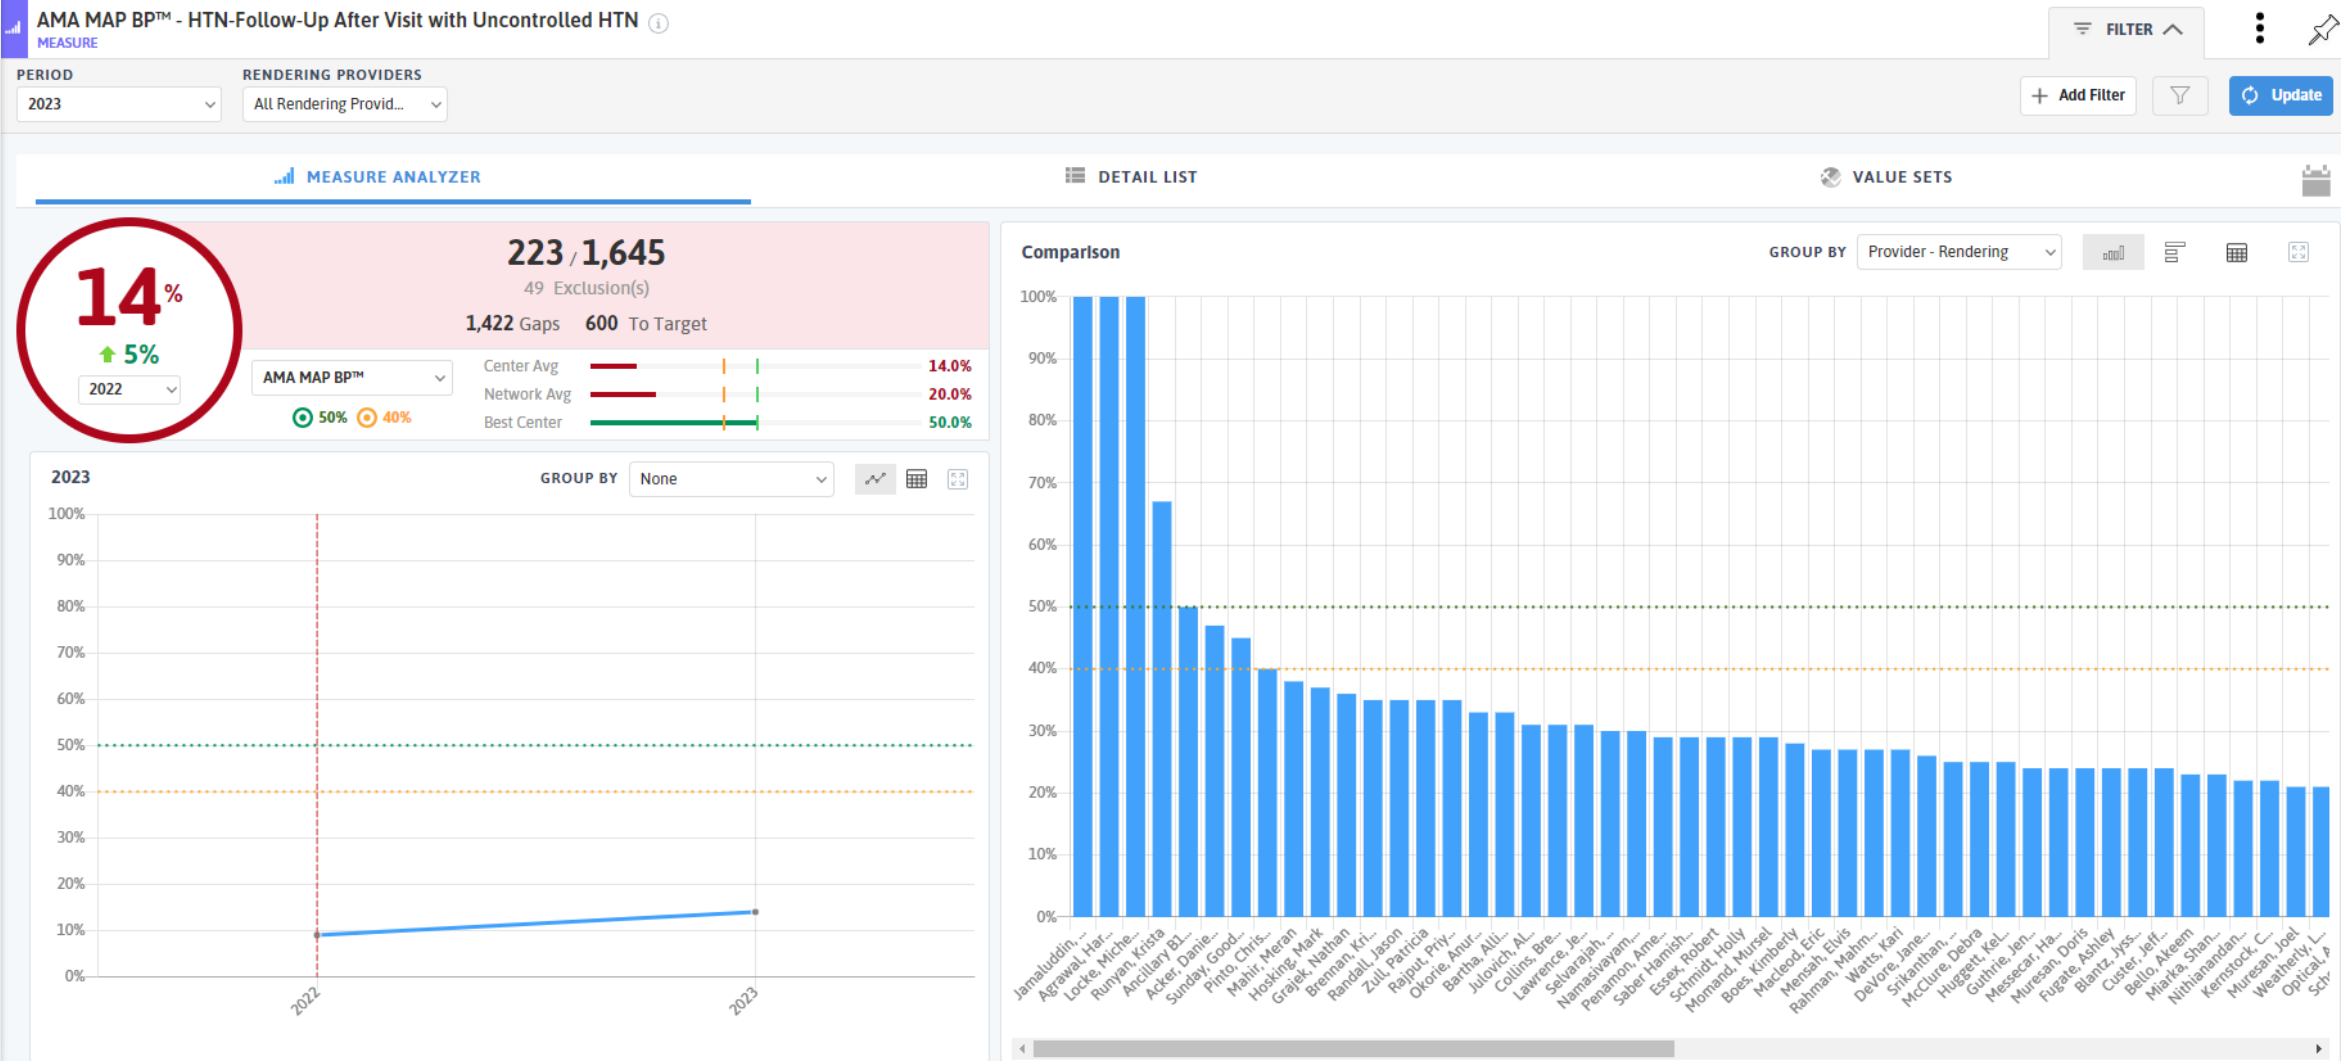 AMA MAP BP™ - HTN-Follow-Up After Visit with Uncontrolled HTN
MEASURE
FILTER
PERIOD
RENDERING PROVIDERS
2023
All Rendering Provid...
Add Filter
Update
MEASURE ANALYZER
DETAIL LIST
VALUE SETS
14%
5%
2022
223 / 1,645
49 Exclusion(s)
1,422 Gaps 600 To Target
AMA MAP BP™
50% 40%
Center Avg 14.0%
Network Avg 20.0%
Best Center 50.0%
2023
GROUP BY None
100%
90%
80%
70%
60%
50%
40%
30%
20%
10%
0%
2022
2023
Comparison
GROUP BY Provider - Rendering
100%
90%
80%
70%
60%
50%
40%
30%
20%
10%
0%
Jamaluddin,...
Agrawal, Har...
Locke, Miche...
Runyan, Krista
Ancillary B1...
Acker, Danie...
Sunday, Good...
Pinto, Chris...
Mahir, Meran
Hosking, Mark
Grajek, Nathan
Brennan, Kri...
Randall, Jason
Zull, Patricia
Rajput, Priy...
Okorie, Anur...
Bartha, Alli...
Julovich, Al...
Collins, Bre...
Lawrence, Je...
Selvarajah, ...
Namasivayam,...
Penamon, Ame...
Saber Hamish...
Essex, Robert
Schmidt, Holly
Momand, Mursel
Boes, Kimberly
Macleod, Eric
Mensah, Elvis
Rahman, Mahm...
Watts, Kari
DeVore, Jane...
Srikanthan, ...
McClure, Debra
Huggett, Kel...
Guthrie, Jen...
Messecar, Ha...
Muresan, Doris
Fugate, Ashley
Blantz, Jyss...
Custer, Jeff...
Bello, Akeem
Mianka, Shan...
Nithianandan...
Kernstock, C...
Muresan, Joel
Weatherly, L...
Optical, A
Sch